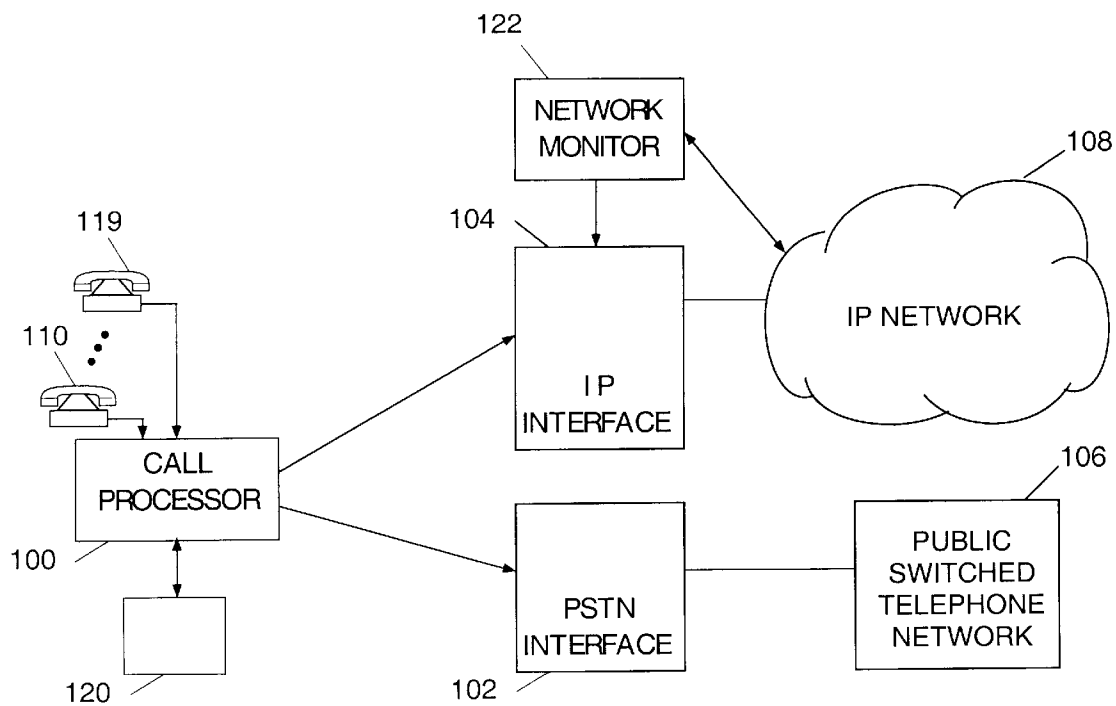 122
NETWORK
MONITOR
108
119
104
IP NETWORK
110
IP
INTERFACE
CALL
PROCESSOR
106
100
PUBLIC
SWITCHED
TELEPHONE
NETWORK
PSTN
INTERFACE
120
102